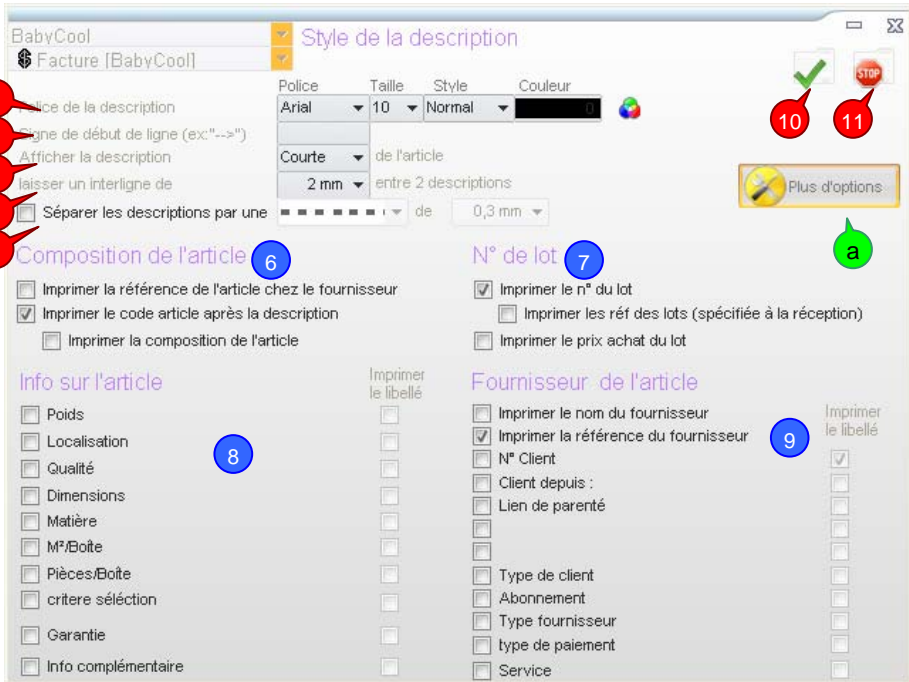 BabyCool
Style de la description
Facture [BabyCool]
Police Taille Style Couleur
Police de la description Arial 10 Normal 0
Signe de début de ligne (ex:"-->")
Afficher la description Courte de l'article
laisser un interligne de 2 mm entre 2 descriptions
Séparer les descriptions par une de 0,3 mm
STOP
10 11
Plus d'options
a
Composition de l'article 6
Imprimer la référence de l'article chez le fournisseur
Imprimer le code article après la description
Imprimer la composition de l'article
N° de lot 7
Imprimer le n° du lot
Imprimer les réf des lots (spécifiée à la réception)
Imprimer le prix achat du lot
Info sur l'article
Imprimer
le libellé
Poids
Localisation
8
Qualité
Dimensions
Matière
M²/Boîte
Pièces/Boîte
critere séléction
Garantie
Info complémentaire
Fournisseur de l'article
Imprimer le nom du fournisseur
Imprimer
le libellé
Imprimer la référence du fournisseur 9
N° Client
Client depuis :
Lien de parenté
Type de client
Abonnement
Type fournisseur
type de paiement
Service